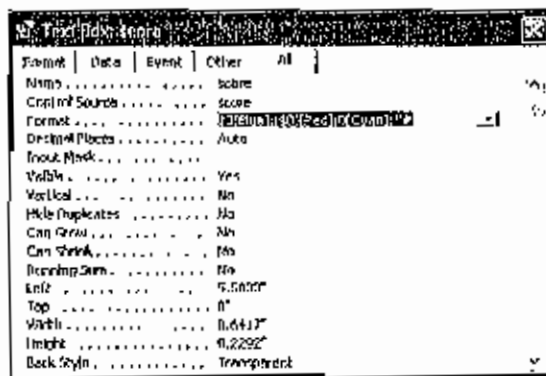 Text Box: score
Format Data Event Other All
Name score
Control Source score
Format
Decimal Places Auto
Input Mask
Visible Yes
Vertical No
Hide Duplicates No
Can Grow No
Can Shrink No
Running Sum No
Left
Top 0"
Width 0.6417"
Height 0.2292"
Back Style Transparent